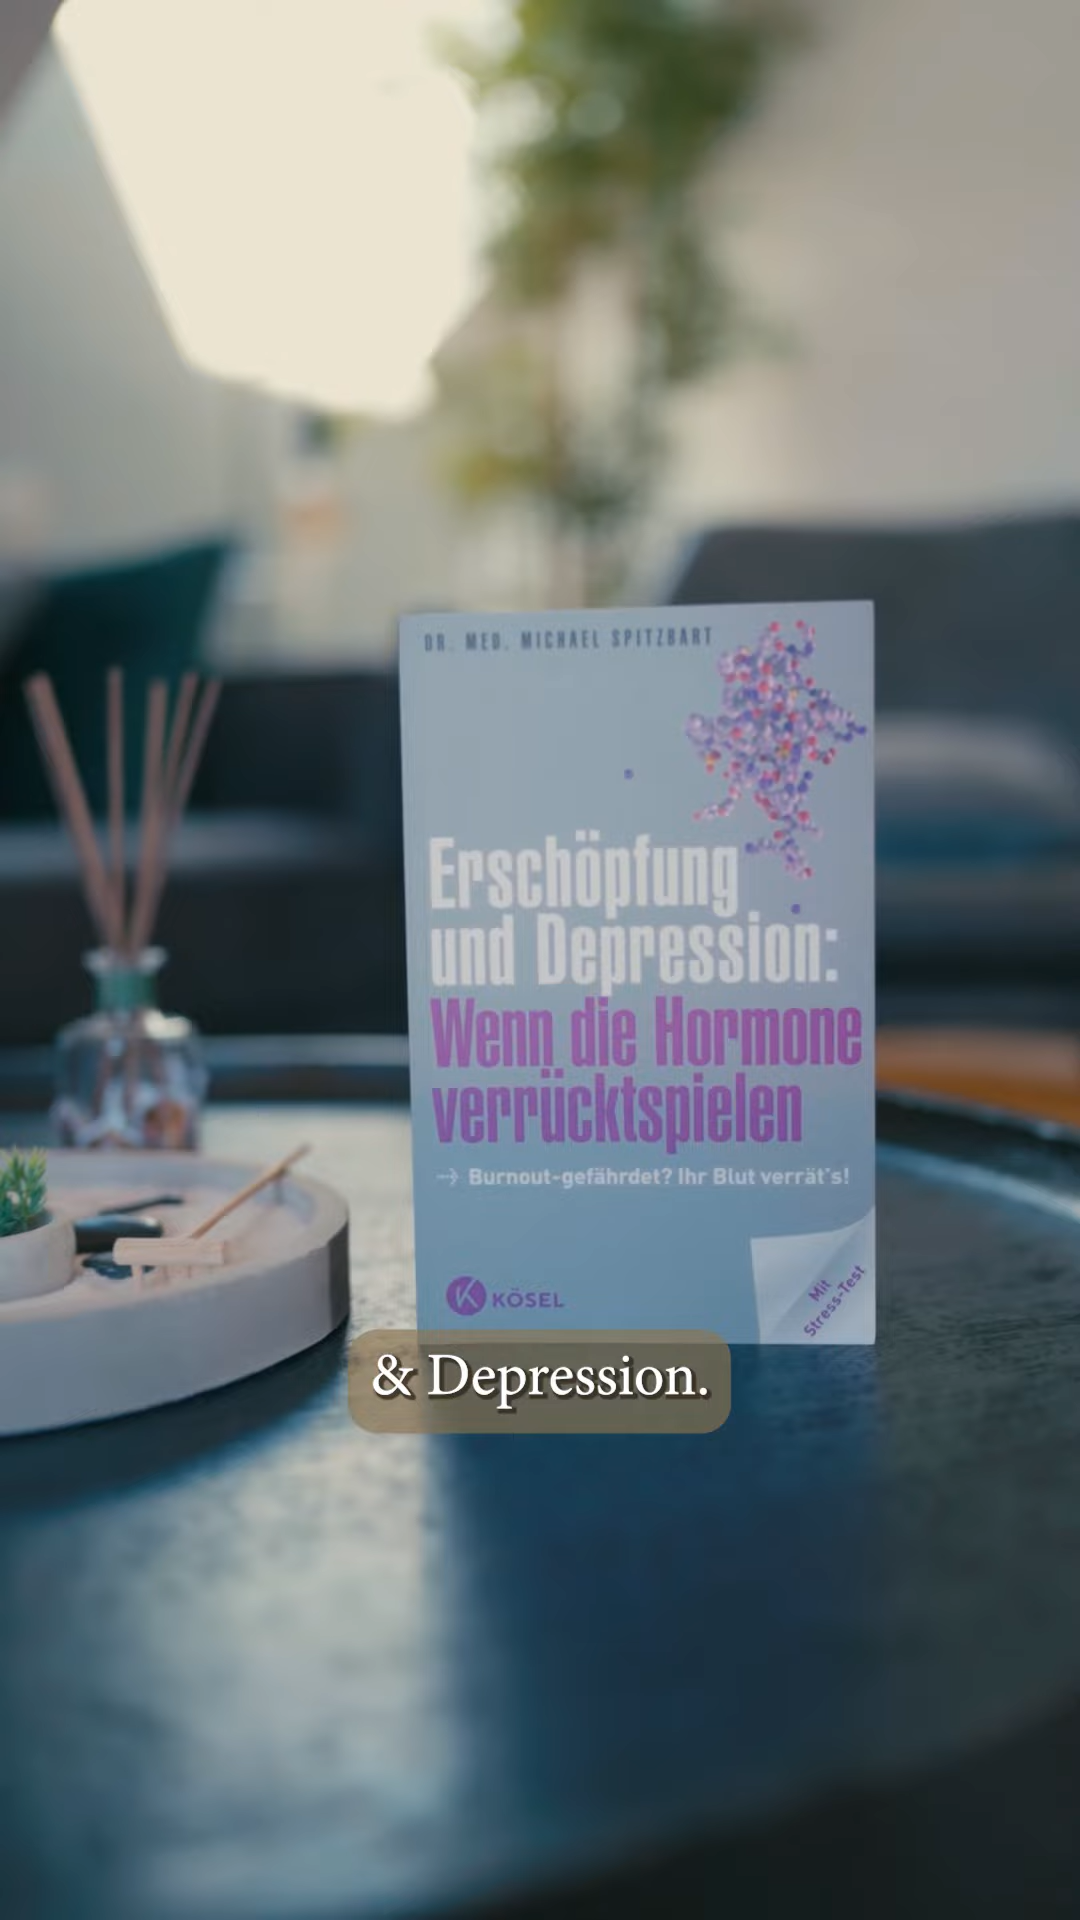 DR. MED. MICHAEL SPITZBART
Erschöpfung
und Depression:
Wenn die Hormone
verrücktspielen
→ Burnout-gefährdet? Ihr Blut verrät's!
Mit
Stress-Test
K KÖSEL
& Depression.